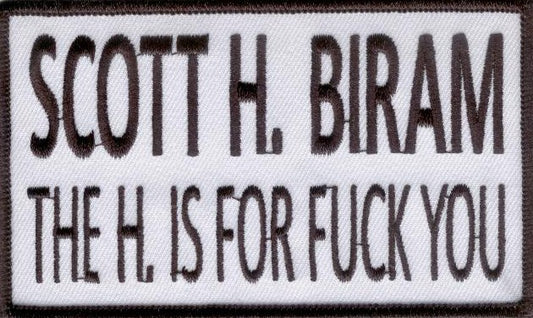 SCOTT H. BIRAM
THE H. IS FOR FUCK YOU